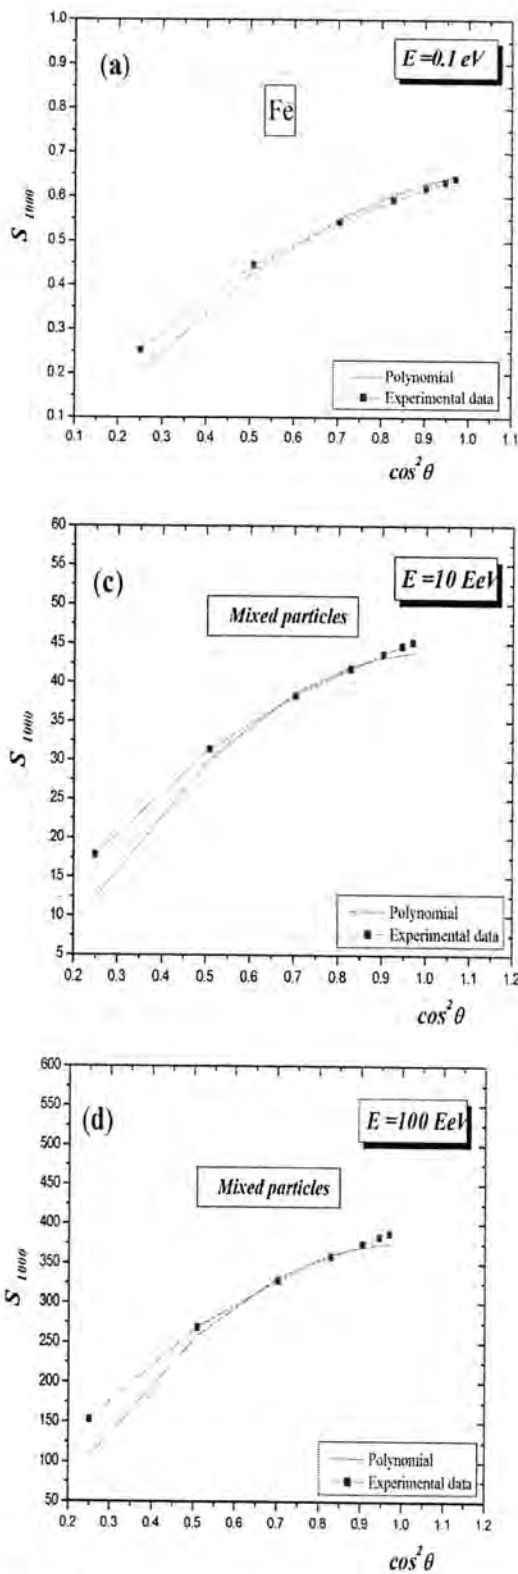 (a)
E =0.1 eV
Fe
1.0
0.9
0.8
0.7
0.6
0.5
0.4
0.3
0.2
0.1
S 1000
Polynomial
Experimental data
0.1 0.2 0.3 0.4 0.5 0.6 0.7 0.8 0.9 1.0 1.1
cos²θ
(c)
E =10 EeV
Mixed particles
60
55
50
45
40
35
30
25
20
15
10
5
S 1000
Polynomial
Experimental data
0.2 0.3 0.4 0.5 0.6 0.7 0.8 0.9 1.0 1.1 1.2
cos²θ
(d)
E =100 EeV
Mixed particles
600
550
500
450
400
350
300
250
200
150
100
50
S 1000
Polynomial
Experimental data
0.2 0.3 0.4 0.5 0.6 0.7 0.8 0.9 1.0 1.1 1.2
cos²θ